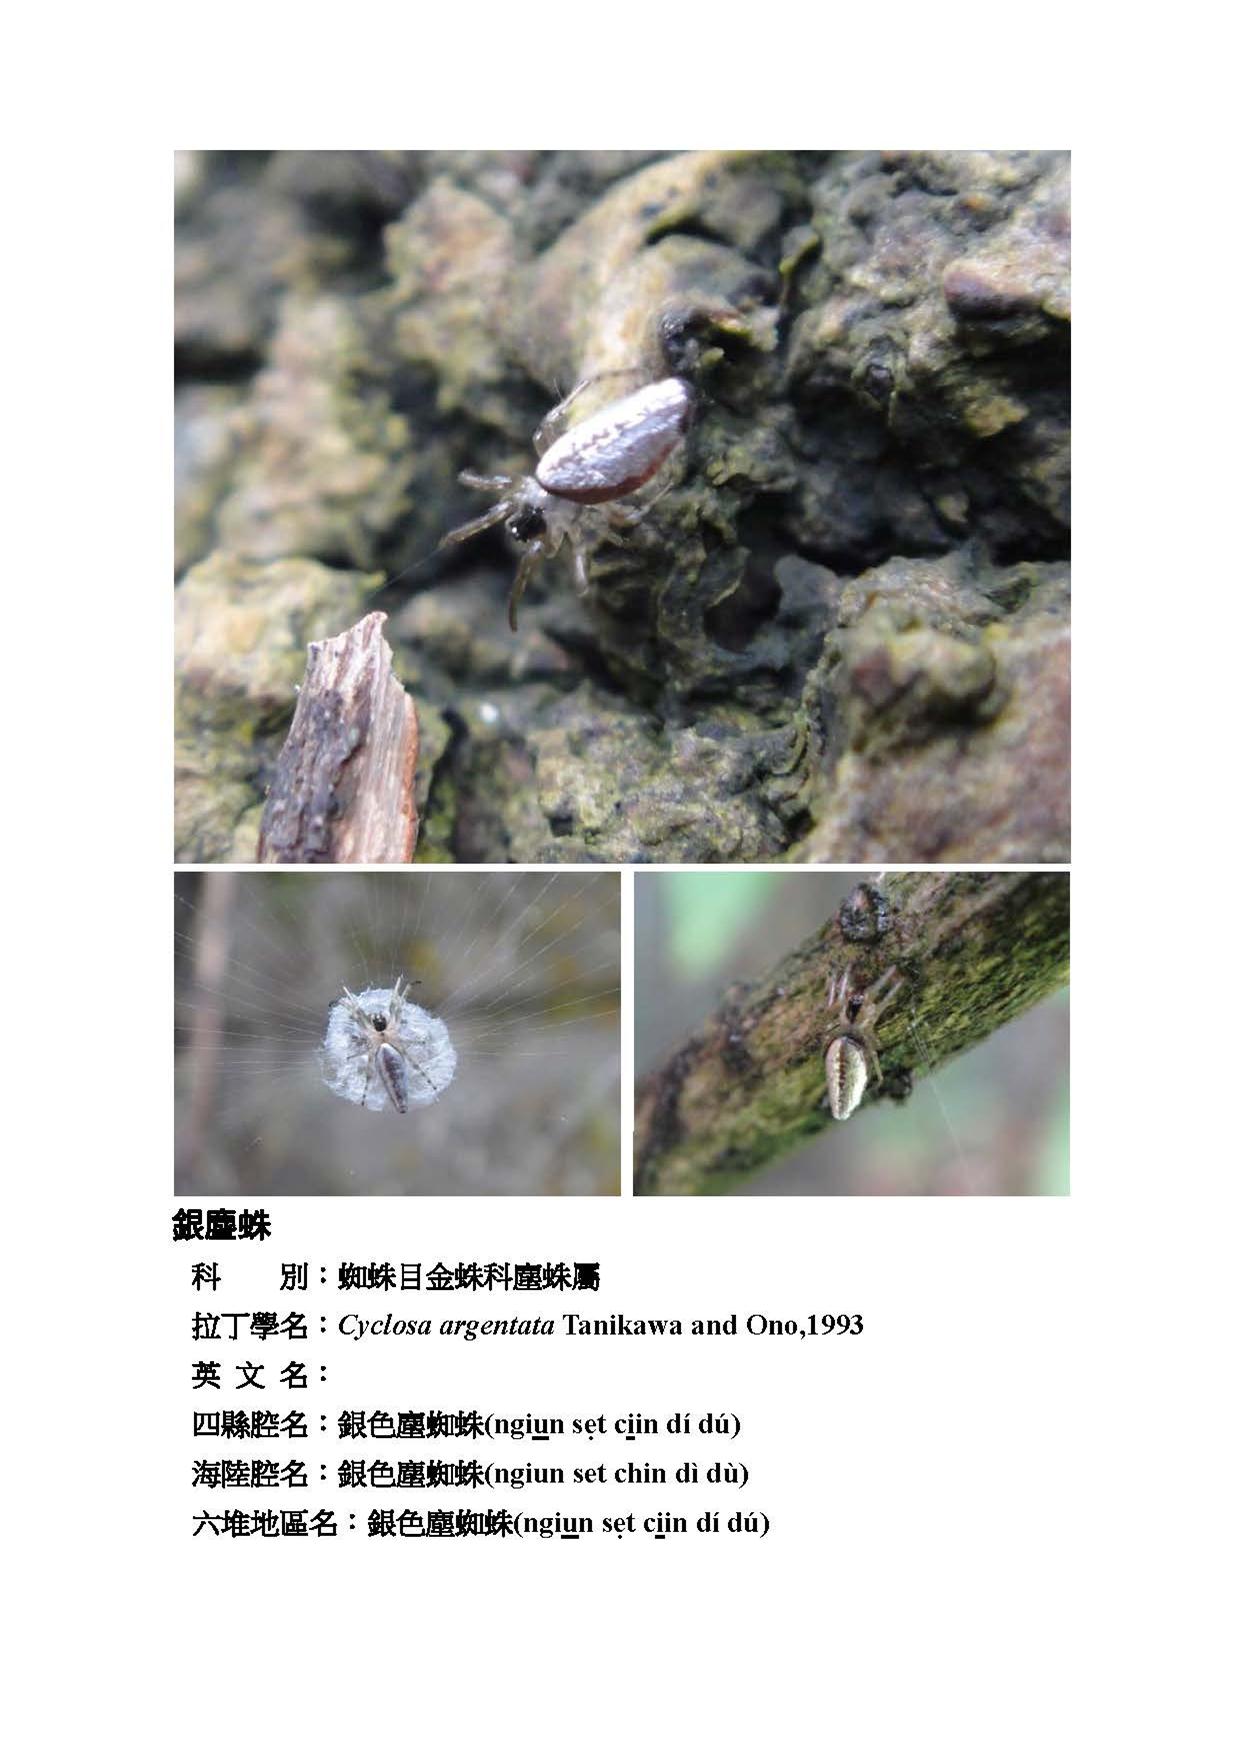 銀塵蛛
科　　別：蜘蛛目金蛛科塵蛛屬
拉丁學名：Cyclosa argentata Tanikawa and Ono,1993
英 文 名：
四縣腔名：銀色塵蜘蛛(ngiu̲n sẹt ci̲in dí dú)
海陸腔名：銀色塵蜘蛛(ngiun set chin dì dù)
六堆地區名：銀色塵蜘蛛(ngiu̲n sẹt ci̲in dí dú)